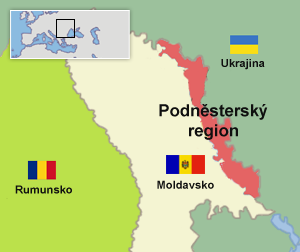 Ukrajina
Podněsterský
region
Rumunsko
Moldavsko